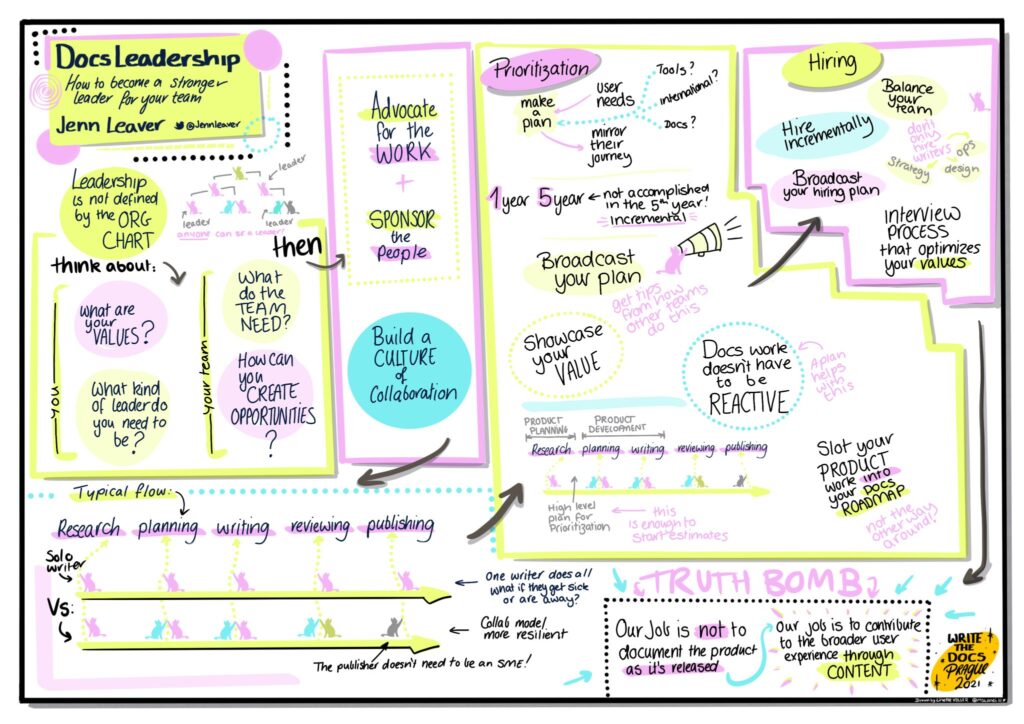 Docs Leadership
How to become a stronger
leader for your team
Jenn Leaver
@Jennleaver
Leadership
is not defined
by the ORG
CHART
leader
leader
leader
anyone can be a leader!
think about:
you
What are
your
VALUES?
What kind
of leader do
you need to
be?
your team
What
do the
TEAM
NEED?
How can
you
CREATE
OPPORTUNITIES
?
then
Advocate
for the
WORK
+
SPONSOR
the
People
Build a
CULTURE
of
Collaboration
Typical flow:
Research planning writing reviewing publishing
Solo
writer
One writer does all
what if they get sick
or are away?
Vs:
Collab model,
more resilient
The publisher doesn't need to be an SME!
Prioritization
make
a
plan
user
needs
Tools?
international?
Docs?
mirror
their
journey
1 year 5 year
not accomplished
in the 5th year!
incremental
Broadcast
your plan
get tips
from how
other teams
do this
Showcase
your
VALUE
Docs work
doesn't have
to be
REACTIVE
A plan
helps
with
this
PRODUCT
PLANNING
PRODUCT
DEVELOPMENT
Research planning writing reviewing publishing
High level
plan for
Prioritization
this
is enough to
start estimates
Slot your
PRODUCT
work into
your DOCS
ROADMAP
not the
other way
around!
Hiring
Balance
your
team
Hire
incrementally
don't
only
hire
writers
ops
Strategy
design
Broadcast
your hiring plan
Interview
PROCESS
that optimizes
your values
TRUTH BOMB
Our Job is not to
document the product
as it's released
Our job is to contribute
to the broader user
experience through
CONTENT
WRITE
THE
DOCS
Prague
2021